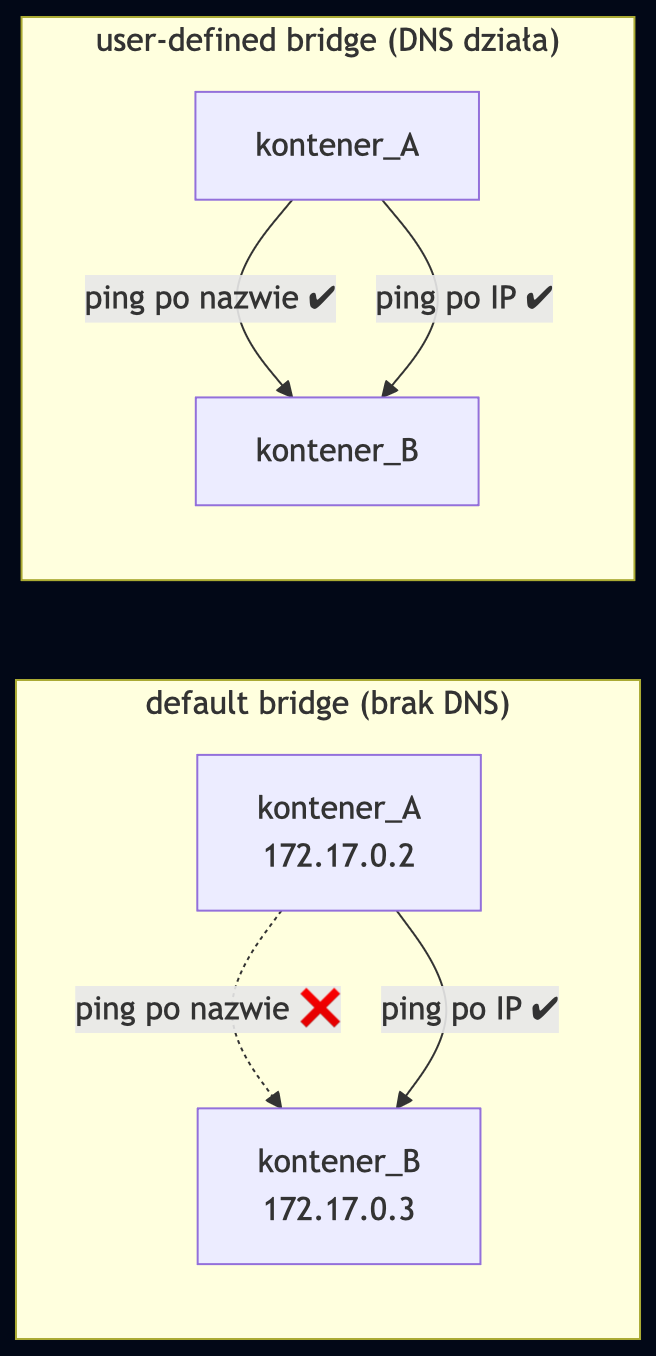 user-defined bridge (DNS działa)
kontener_A
ping po nazwie ✔
ping po IP ✔
kontener_B
default bridge (brak DNS)
kontener_A
172.17.0.2
ping po nazwie ❌
ping po IP ✔
kontener_B
172.17.0.3